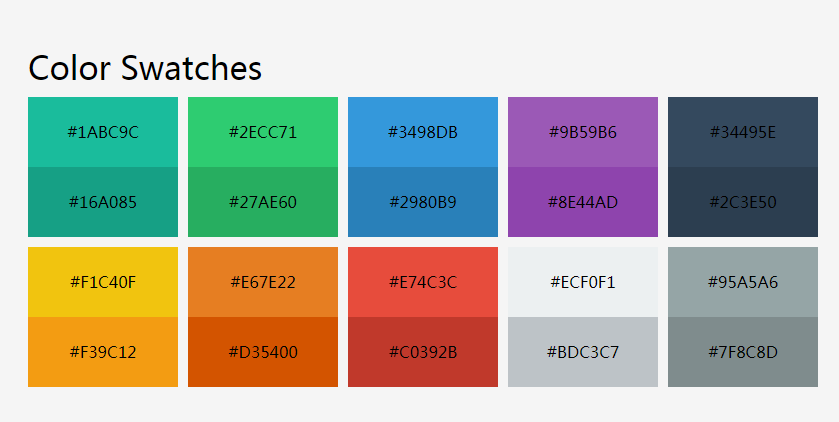 Color Swatches
#1ABC9C #2ECC71 #3498DB #9B59B6 #34495E
#16A085 #27AE60 #2980B9 #8E44AD #2C3E50
#F1C40F #E67E22 #E74C3C #ECF0F1 #95A5A6
#F39C12 #D35400 #C0392B #BDC3C7 #7F8C8D